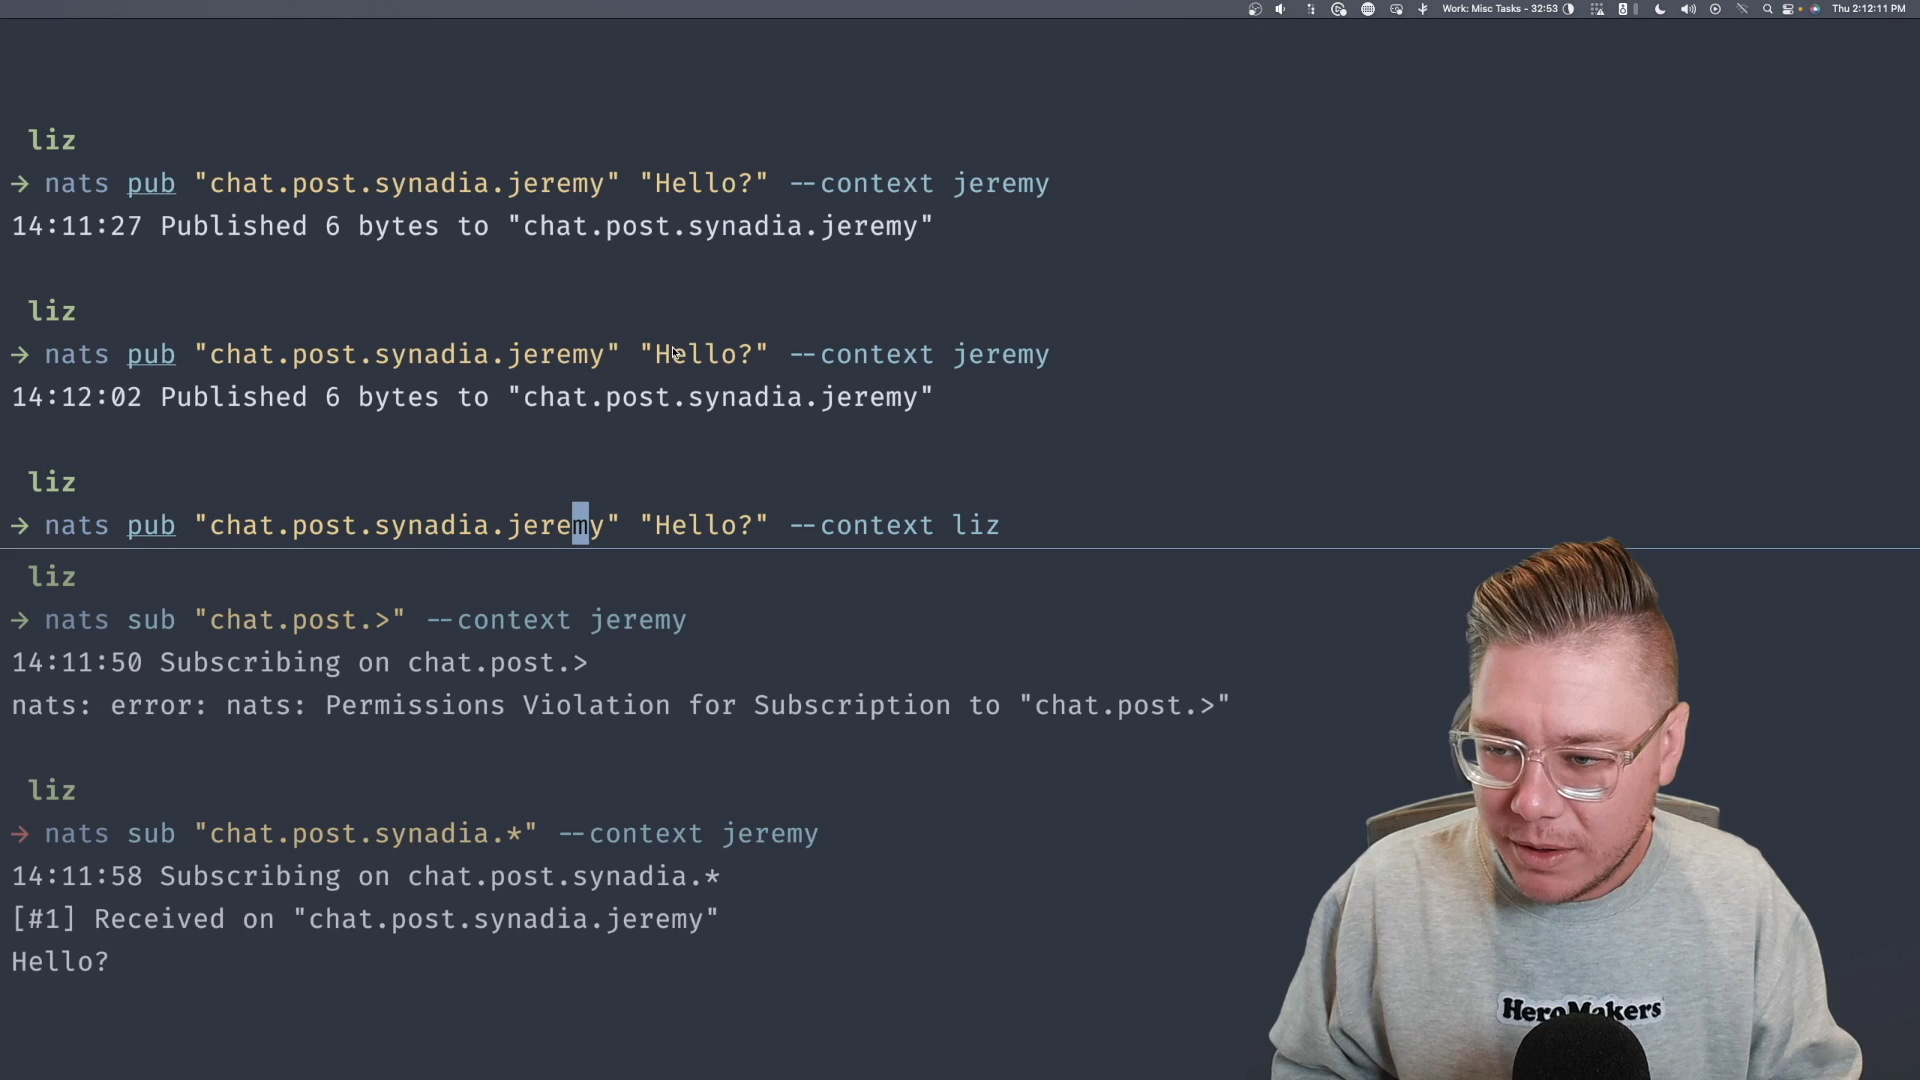 Work: Misc Tasks - 32:53
Thu 2:12:11 PM
liz
→ nats pub "chat.post.synadia.jeremy" "Hello?" --context jeremy
14:11:27 Published 6 bytes to "chat.post.synadia.jeremy"
liz
→ nats pub "chat.post.synadia.jeremy" "Hello?" --context jeremy
14:12:02 Published 6 bytes to "chat.post.synadia.jeremy"
liz
→ nats pub "chat.post.synadia.jeremy" "Hello?" --context liz
liz
→ nats sub "chat.post.>" --context jeremy
14:11:50 Subscribing on chat.post.>
nats: error: nats: Permissions Violation for Subscription to "chat.post.>"
liz
→ nats sub "chat.post.synadia.*" --context jeremy
14:11:58 Subscribing on chat.post.synadia.*
[#1] Received on "chat.post.synadia.jeremy"
Hello?
HeroMakers